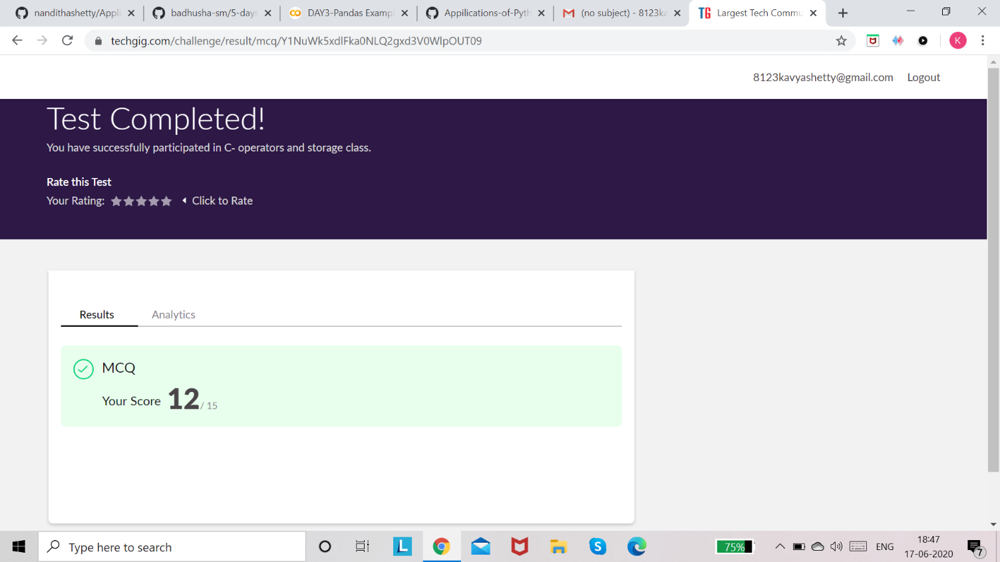 nandithashetty/Appli
badhusha-sm/5-days
DAY3-Pandas Exampl
Appilications-of-Pyth
(no subject) - 8123ka
TG Largest Tech Commu
techgig.com/challenge/result/mcq/Y1NuWk5xdlFka0NLQ2gxd3V0WlpOUT09
K
8123kavyashetty@gmail.com Logout
Test Completed!
You have successfully participated in C- operators and storage class.
Rate this Test
Your Rating: Click to Rate
Results Analytics
MCQ
Your Score 12 / 15
Type here to search
L
S
75%
ENG
18:47
17-06-2020
7